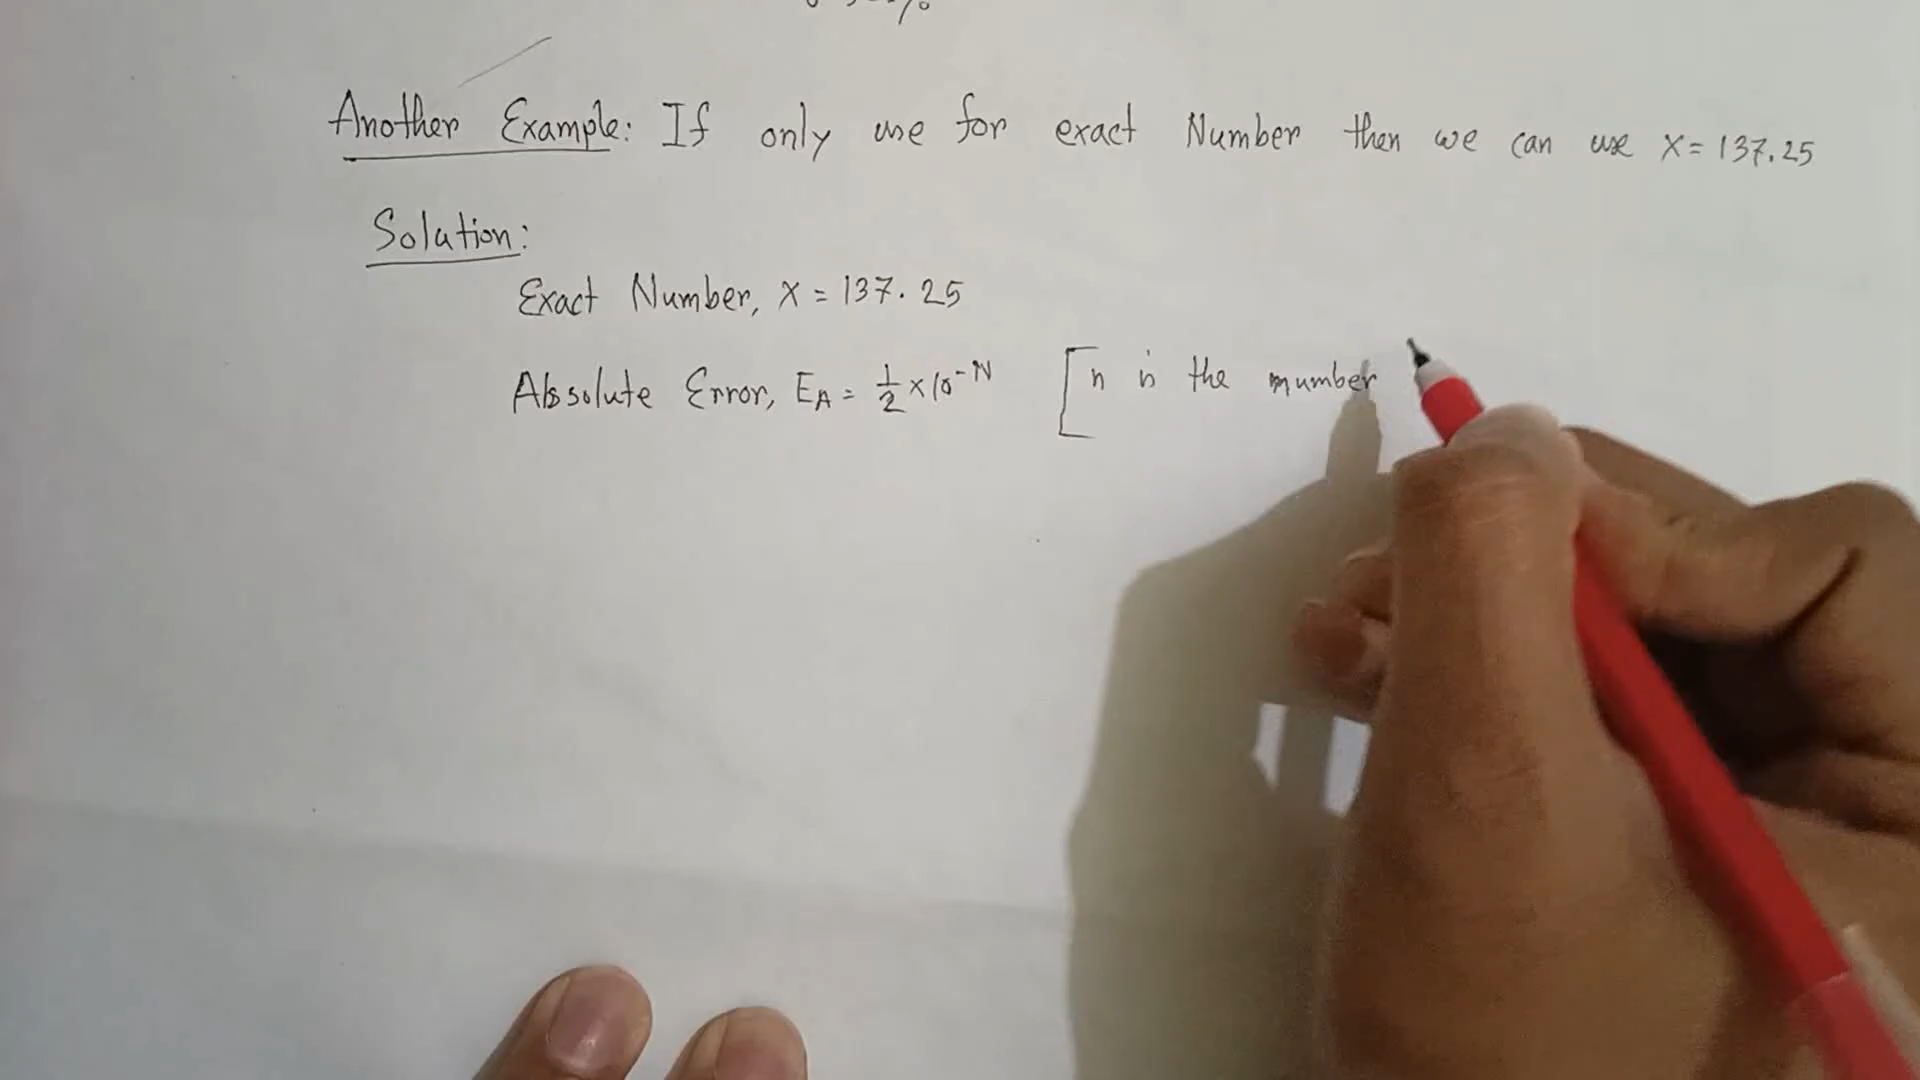 Another Example: If only use for exact Number then we can use x = 137.25
Solution:
Exact Number, x = 137.25
Absolute Error, E_A = 1/2 × 10^-N [n is the number